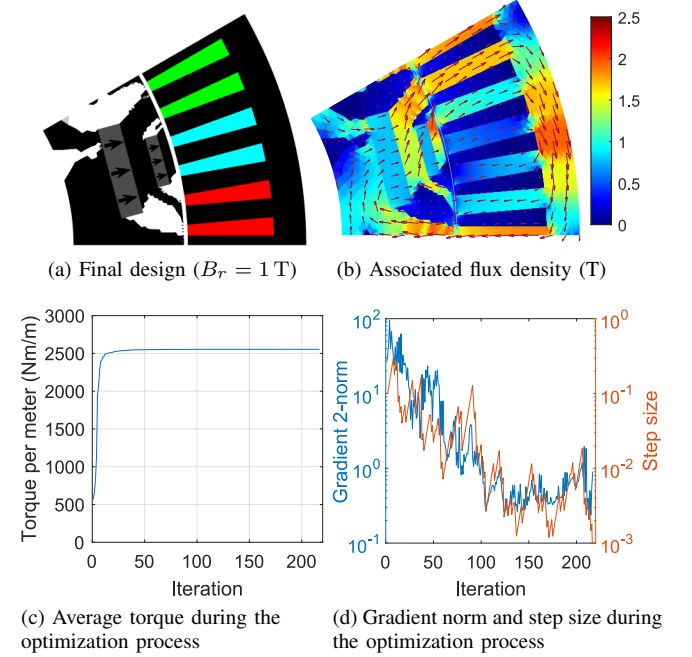 2.5
2
1.5
1
0.5
0
(a) Final design (B_r = 1 T)
(b) Associated flux density (T)
3000
2500
2000
1500
1000
500
0
Torque per meter (Nm/m)
0 50 100 150 200
Iteration
10^2
10^1
10^0
10^-1
Gradient 2-norm
10^0
10^-1
10^-2
10^-3
Step size
0 50 100 150 200
Iteration
(c) Average torque during the
optimization process
(d) Gradient norm and step size during
the optimization process